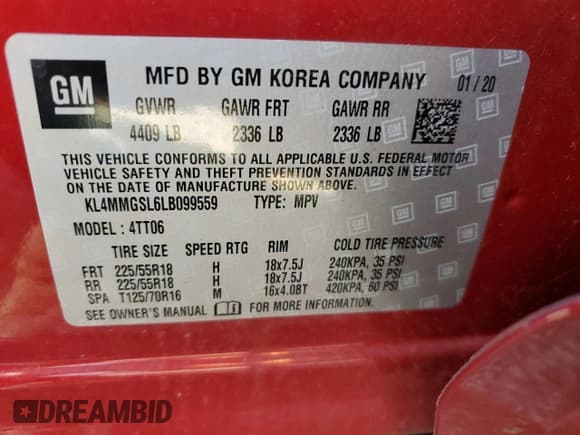 GM
MFD BY GM KOREA COMPANY 01/20
GVWR GAWR FRT GAWR RR
4409 LB 2336 LB 2336 LB
THIS VEHICLE CONFORMS TO ALL APPLICABLE U.S. FEDERAL MOTOR
VEHICLE SAFETY AND THEFT PREVENTION STANDARDS IN EFFECT
ON THE DATE OF MANUFACTURE SHOWN ABOVE.
KL4MMGSL6LB099559 TYPE: MPV
MODEL: 4TT06
TIRE SIZE SPEED RTG RIM COLD TIRE PRESSURE
FRT 225/55R18 H 18x7.5J 240KPA, 35 PSI
RR 225/55R18 H 18x7.5J 240KPA, 35 PSI
SPA T125/70R16 M 16x4.0BT 420KPA, 60 PSI
SEE OWNER'S MANUAL FOR MORE INFORMATION.
DREAMBID